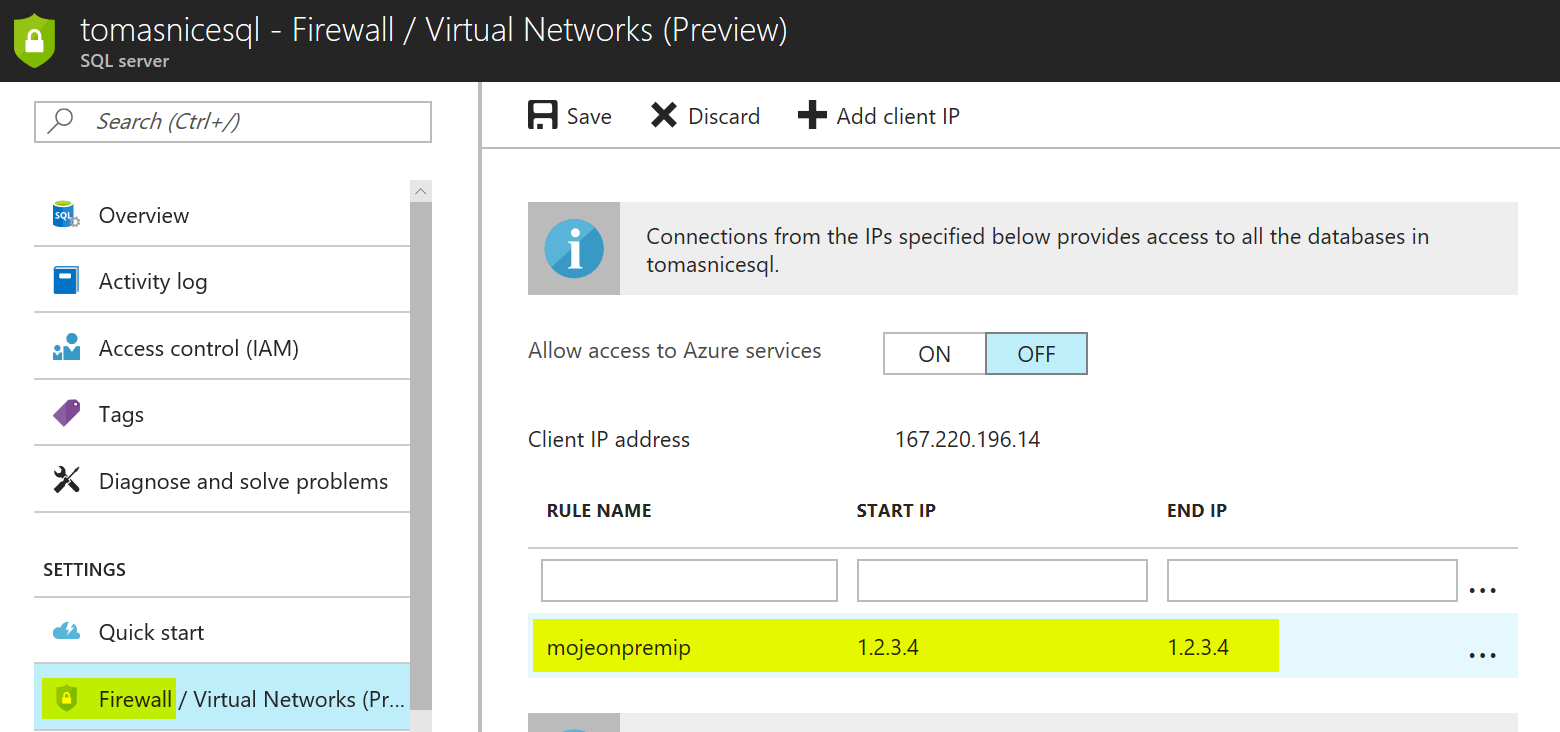 tomasnicesql - Firewall / Virtual Networks (Preview)
SQL server
Search (Ctrl+/)
SQL
Overview
Activity log
Access control (IAM)
Tags
Diagnose and solve problems
SETTINGS
Quick start
Firewall / Virtual Networks (Pr...
Save
Discard
Add client IP
Connections from the IPs specified below provides access to all the databases in
tomasnicesql.
Allow access to Azure services
ON
OFF
Client IP address
167.220.196.14
RULE NAME
START IP
END IP
...
mojeonpremip
1.2.3.4
1.2.3.4
...